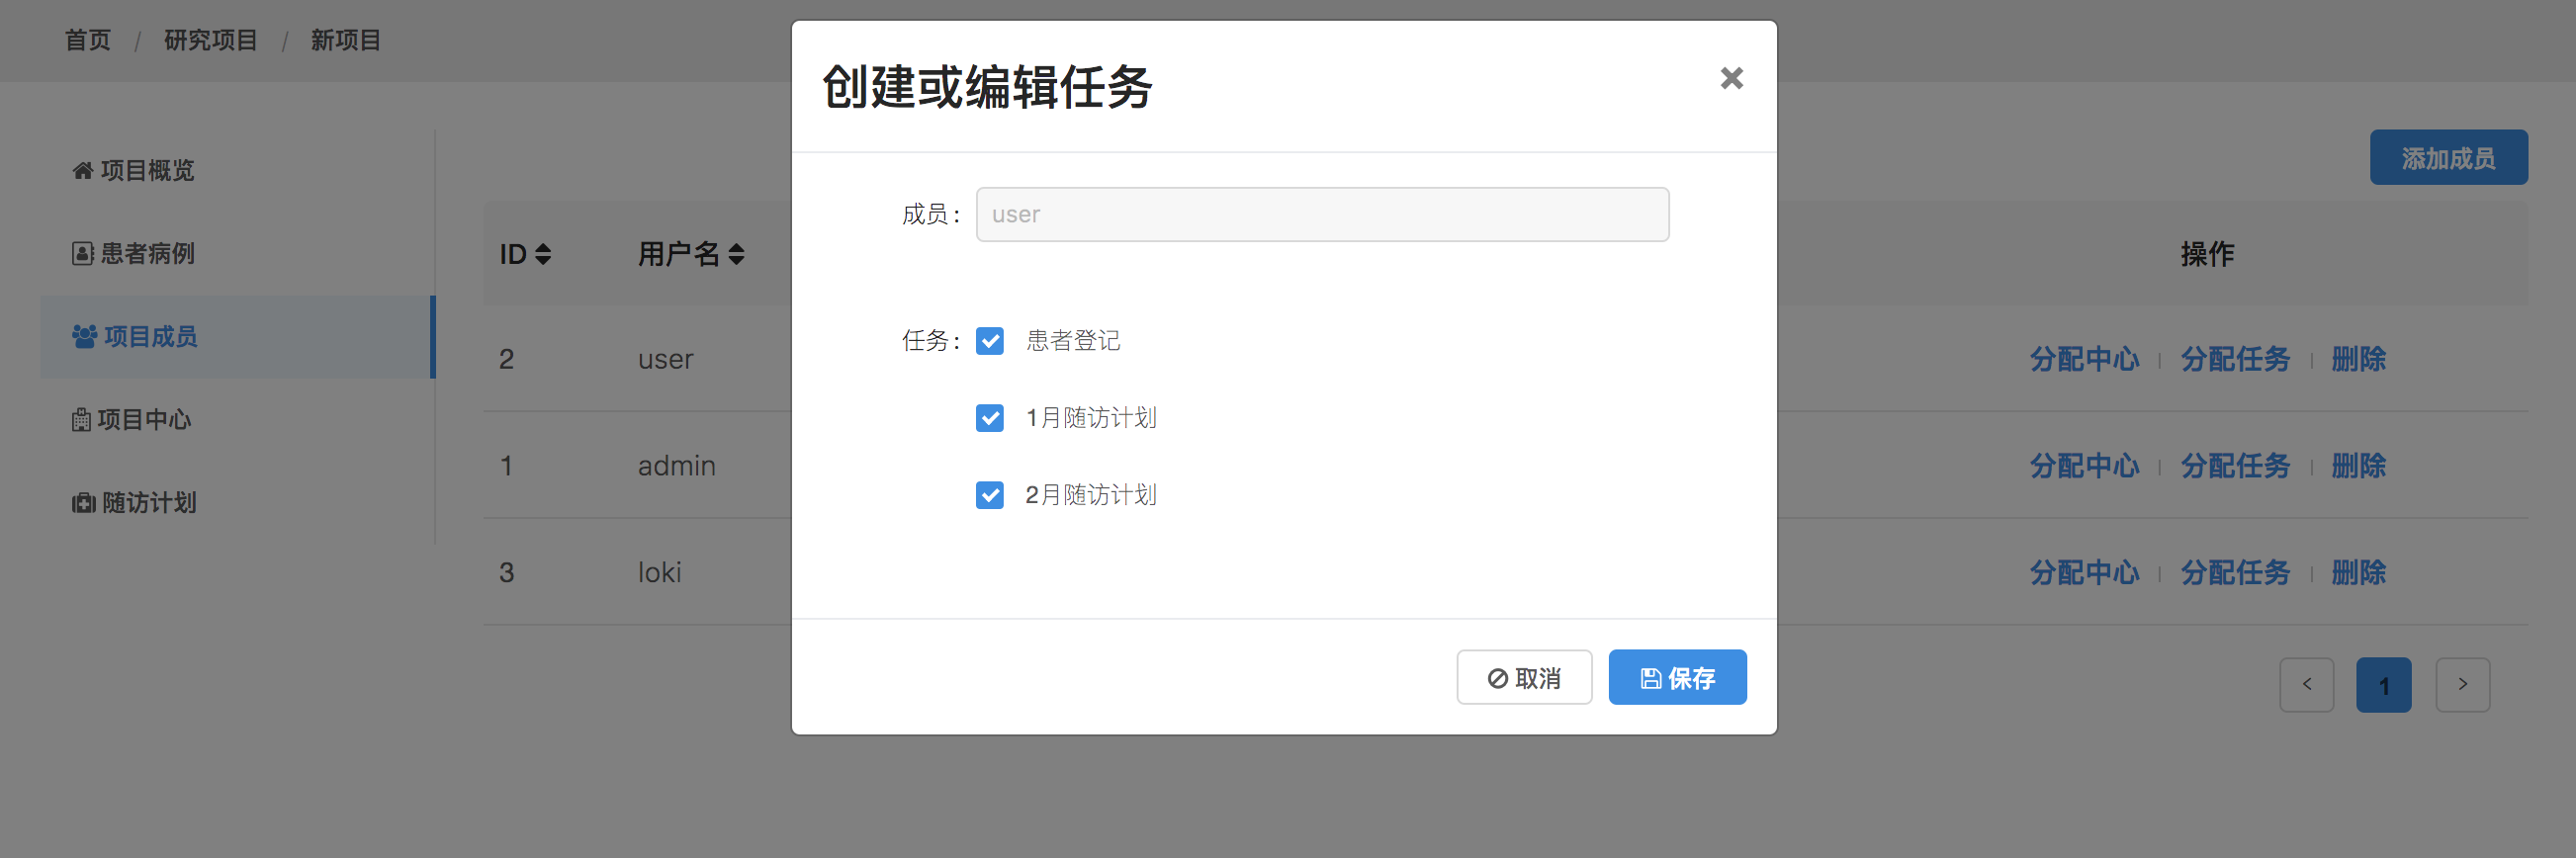 首页 / 研究项目 / 新项目
项目概览
患者病例
项目成员
项目中心
随访计划
添加成员
ID 用户名 操作
2 user 分配中心 | 分配任务 | 删除
1 admin 分配中心 | 分配任务 | 删除
3 loki 分配中心 | 分配任务 | 删除
< 1 >
创建或编辑任务
成员: user
任务: 患者登记
1月随访计划
2月随访计划
取消 保存